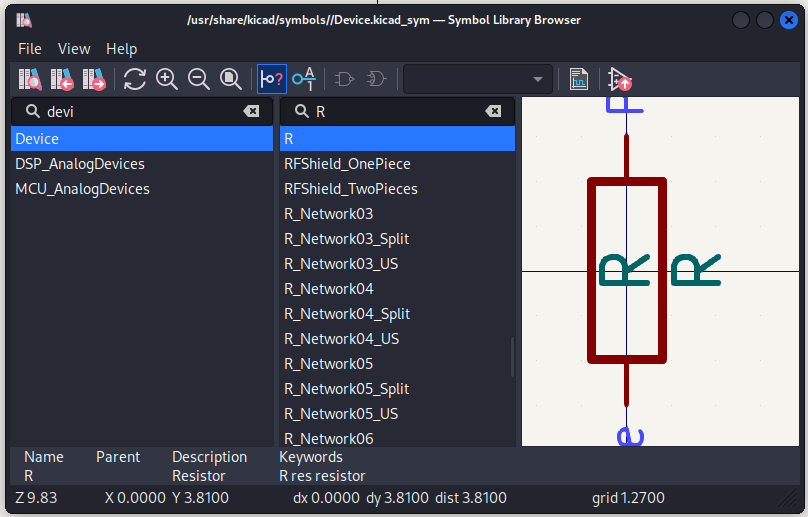 /usr/share/kicad/symbols//Device.kicad_sym — Symbol Library Browser
File View Help
devi
R
Device
DSP_AnalogDevices
MCU_AnalogDevices
R
RFShield_OnePiece
RFShield_TwoPieces
R_Network03
R_Network03_Split
R_Network03_US
R_Network04
R_Network04_Split
R_Network04_US
R_Network05
R_Network05_Split
R_Network05_US
R_Network06
R R
Name Parent Description Keywords
R Resistor R res resistor
Z 9.83 X 0.0000 Y 3.8100 dx 0.0000 dy 3.8100 dist 3.8100 grid 1.2700